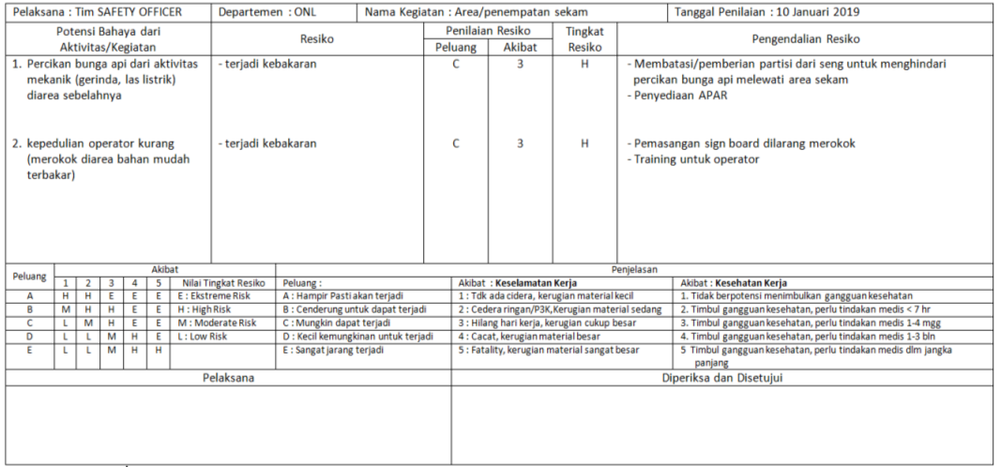 Pelaksana : Tim SAFETY OFFICER Departemen : ONL Nama Kegiatan : Area/penempatan sekam Tanggal Penilaian : 10 Januari 2019
Potensi Bahaya dari Aktivitas/Kegiatan Resiko Penilaian Resiko Tingkat Resiko Pengendalian Resiko
Peluang Akibat
1. Percikan bunga api dari aktivitas - terjadi kebakaran C 3 H - Membatasi/pemberian partisi dari seng untuk menghindari
mekanik (gerinda, las listrik) percikan bunga api melewati area sekam
diarea sebelahnya - Penyediaan APAR
2. kepedulian operator kurang - terjadi kebakaran C 3 H - Pemasangan sign board dilarang merokok
(merokok diarea bahan mudah - Training untuk operator
terbakar)
Peluang Akibat Penjelasan
1 2 3 4 5 Nilai Tingkat Resiko Peluang : Akibat : Keselamatan Kerja Akibat : Kesehatan Kerja
A H H E E E E : Ekstreme Risk A : Hampir Pasti akan terjadi 1 : Tdk ada cidera, kerugian material kecil 1. Tidak berpotensi menimbulkan gangguan kesehatan
B M H H E E H : High Risk B : Cenderung untuk dapat terjadi 2 : Cedera ringan/P3K,Kerugian material sedang 2. Timbul gangguan kesehatan, perlu tindakan medis < 7 hr
C L M H E E M : Moderate Risk C : Mungkin dapat terjadi 3 : Hilang hari kerja, kerugian cukup besar 3. Timbul gangguan kesehatan, perlu tindakan medis 1-4 mgg
D L L M H E L : Low Risk D : Kecil kemungkinan untuk terjadi 4 : Cacat, kerugian material besar 4. Timbul gangguan kesehatan, perlu tindakan medis 1-3 bln
E L L M H H E : Sangat jarang terjadi 5 : Fatality, kerugian material sangat besar 5 Timbul gangguan kesehatan, perlu tindakan medis dlm jangka
panjang
Pelaksana Diperiksa dan Disetujui